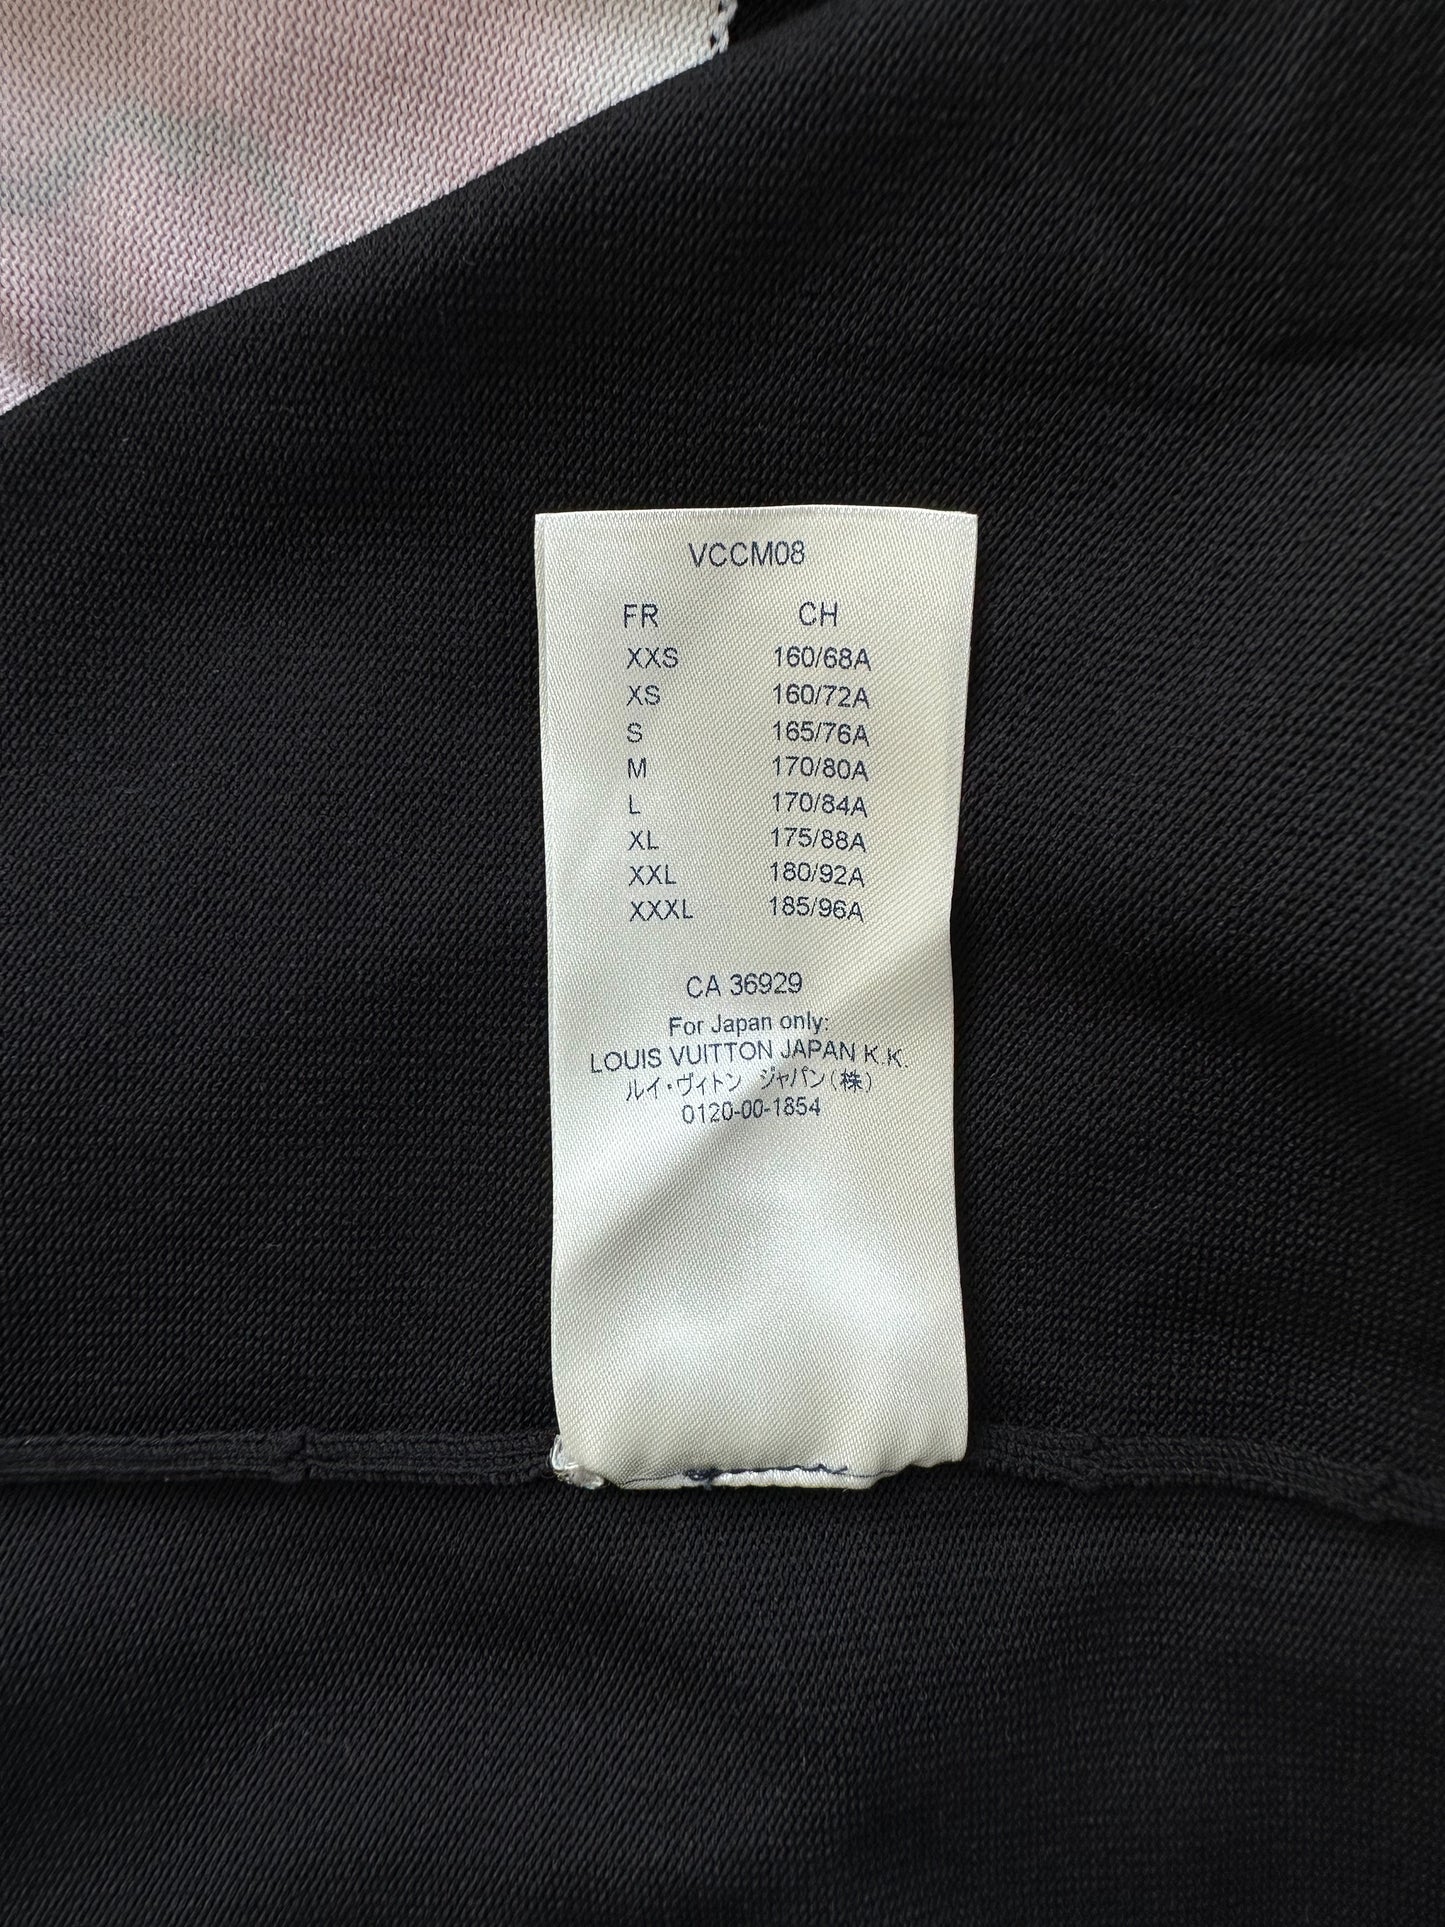 VCCM08
FR CH
XXS 160/68A
XS 160/72A
S 165/76A
M 170/80A
L 170/84A
XL 175/88A
XXL 180/92A
XXXL 185/96A
CA 36929
For Japan only:
LOUIS VUITTON JAPAN K.K.
ルイ・ヴィトン ジャパン(株)
0120-00-1854